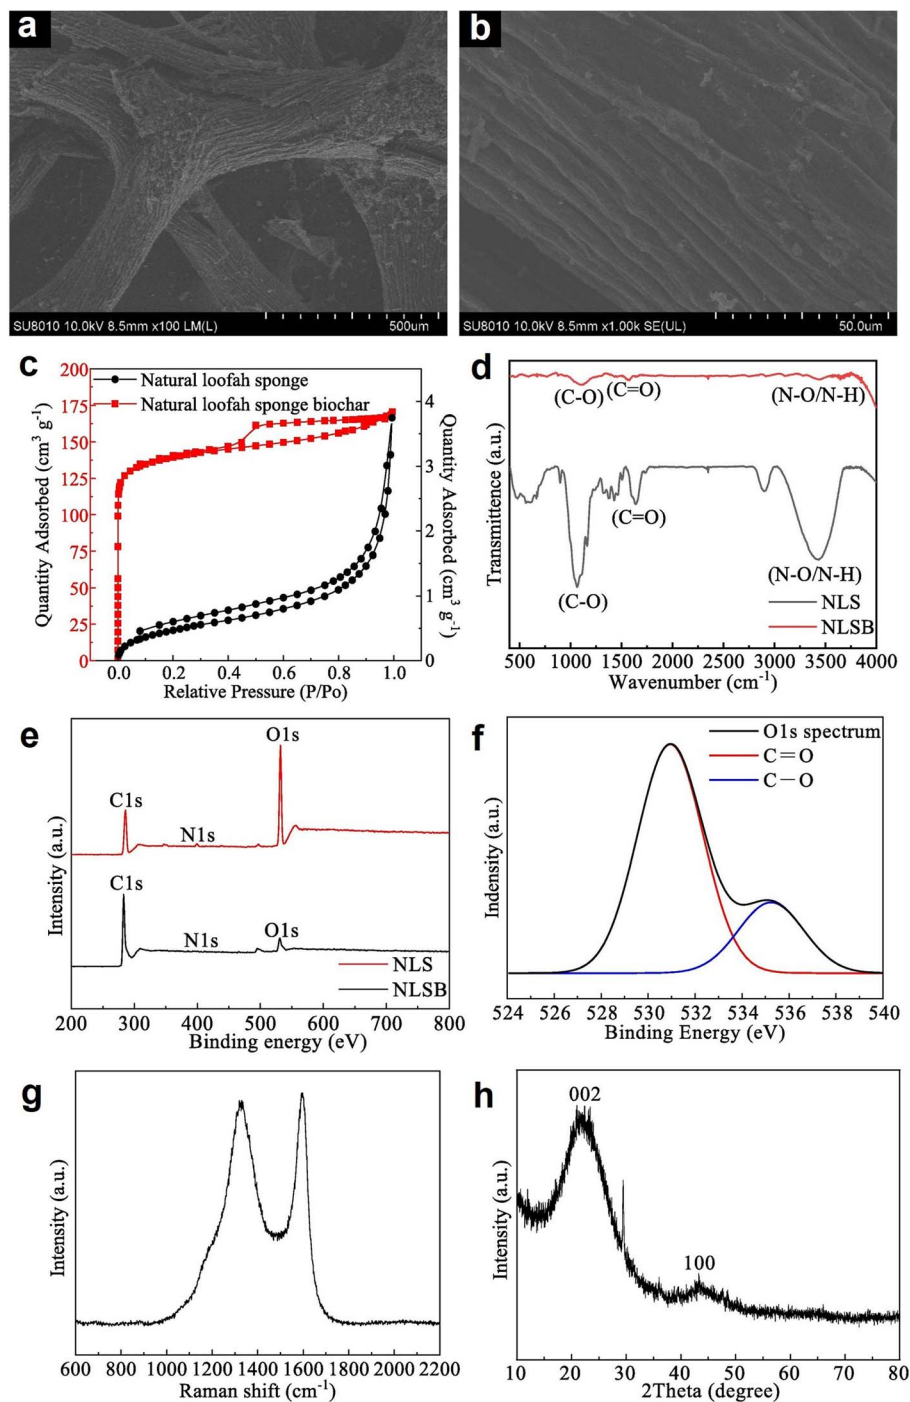 a
b
SU8010 10.0kV 8.5mm x100 LM(L)
500um
SU8010 10.0kV 8.5mm x1.00k SE(UL)
50.0um
c
Natural loofah sponge
Natural loofah sponge biochar
Quantity Adsorbed (cm³ g⁻¹)
200
175
150
125
100
75
50
25
0
Quantity Adsorbed (cm³ g⁻¹)
4
3
2
1
0
0.0 0.2 0.4 0.6 0.8 1.0
Relative Pressure (P/Po)
d
(C-O)
(C=O)
(N-O/N-H)
(C=O)
(C-O)
(N-O/N-H)
NLS
NLSB
Transmittence (a.u.)
500 1000 1500 2000 2500 3000 3500 4000
Wavenumber (cm⁻¹)
e
O1s
C1s
N1s
C1s
N1s
O1s
NLS
NLSB
Intensity (a.u.)
200 300 400 500 600 700 800
Binding energy (eV)
f
O1s spectrum
C=O
C−O
Indensity (a.u.)
524 526 528 530 532 534 536 538 540
Binding Energy (eV)
g
Intensity (a.u.)
600 800 1000 1200 1400 1600 1800 2000 2200
Raman shift (cm⁻¹)
h
002
100
Intensity (a.u.)
10 20 30 40 50 60 70 80
2Theta (degree)